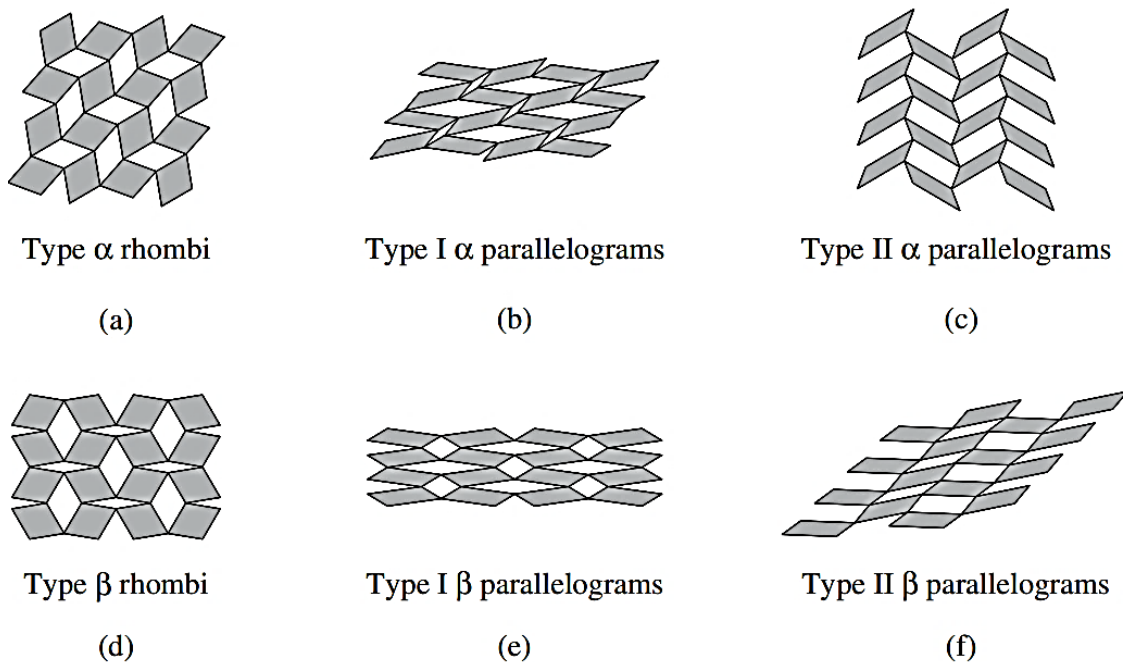 Type α rhombi
Type I α parallelograms
Type II α parallelograms
(a)
(b)
(c)
Type β rhombi
Type I β parallelograms
Type II β parallelograms
(d)
(e)
(f)